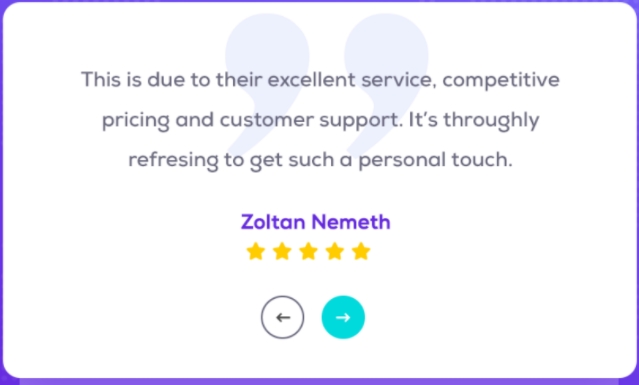 This is due to their excellent service, competitive
pricing and customer support. It's throughly
refresing to get such a personal touch.
Zoltan Nemeth